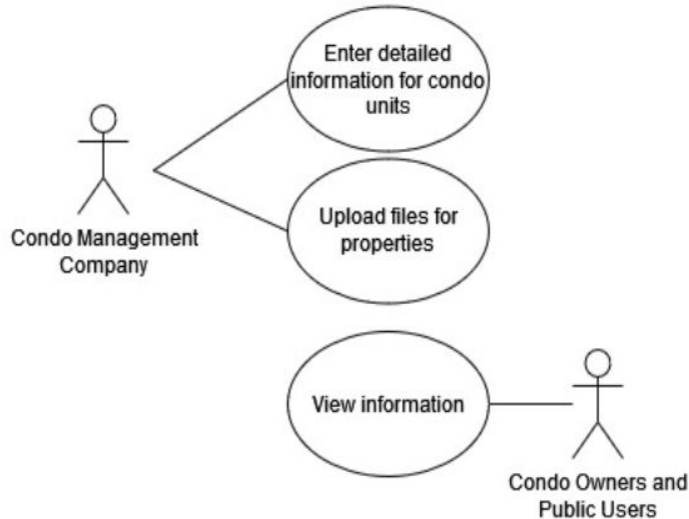 Enter detailed
information for condo
units
Condo Management
Company
Upload files for
properties
View information
Condo Owners and
Public Users